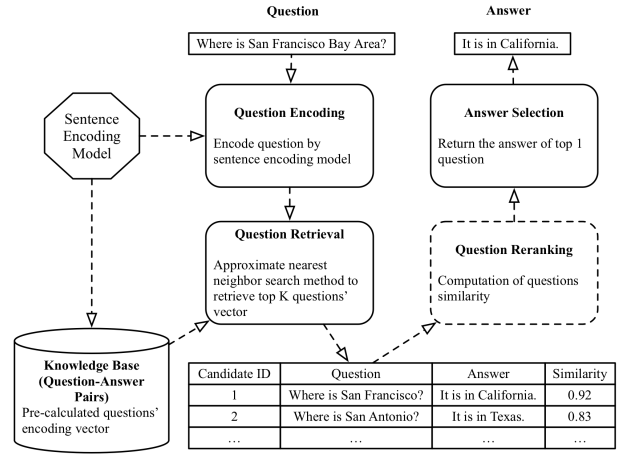 Question
Answer
Where is San Francisco Bay Area?
It is in California.
Sentence
Encoding
Model
Question Encoding
Encode question by
sentence encoding model
Answer Selection
Return the answer of top 1
question
Question Retrieval
Approximate nearest
neighbor search method to
retrieve top K questions'
vector
Question Reranking
Computation of questions
similarity
Knowledge Base
(Question-Answer
Pairs)
Pre-calculated questions'
encoding vector
Candidate ID Question Answer Similarity
1 Where is San Francisco? It is in California. 0.92
2 Where is San Antonio? It is in Texas. 0.83
… … … …